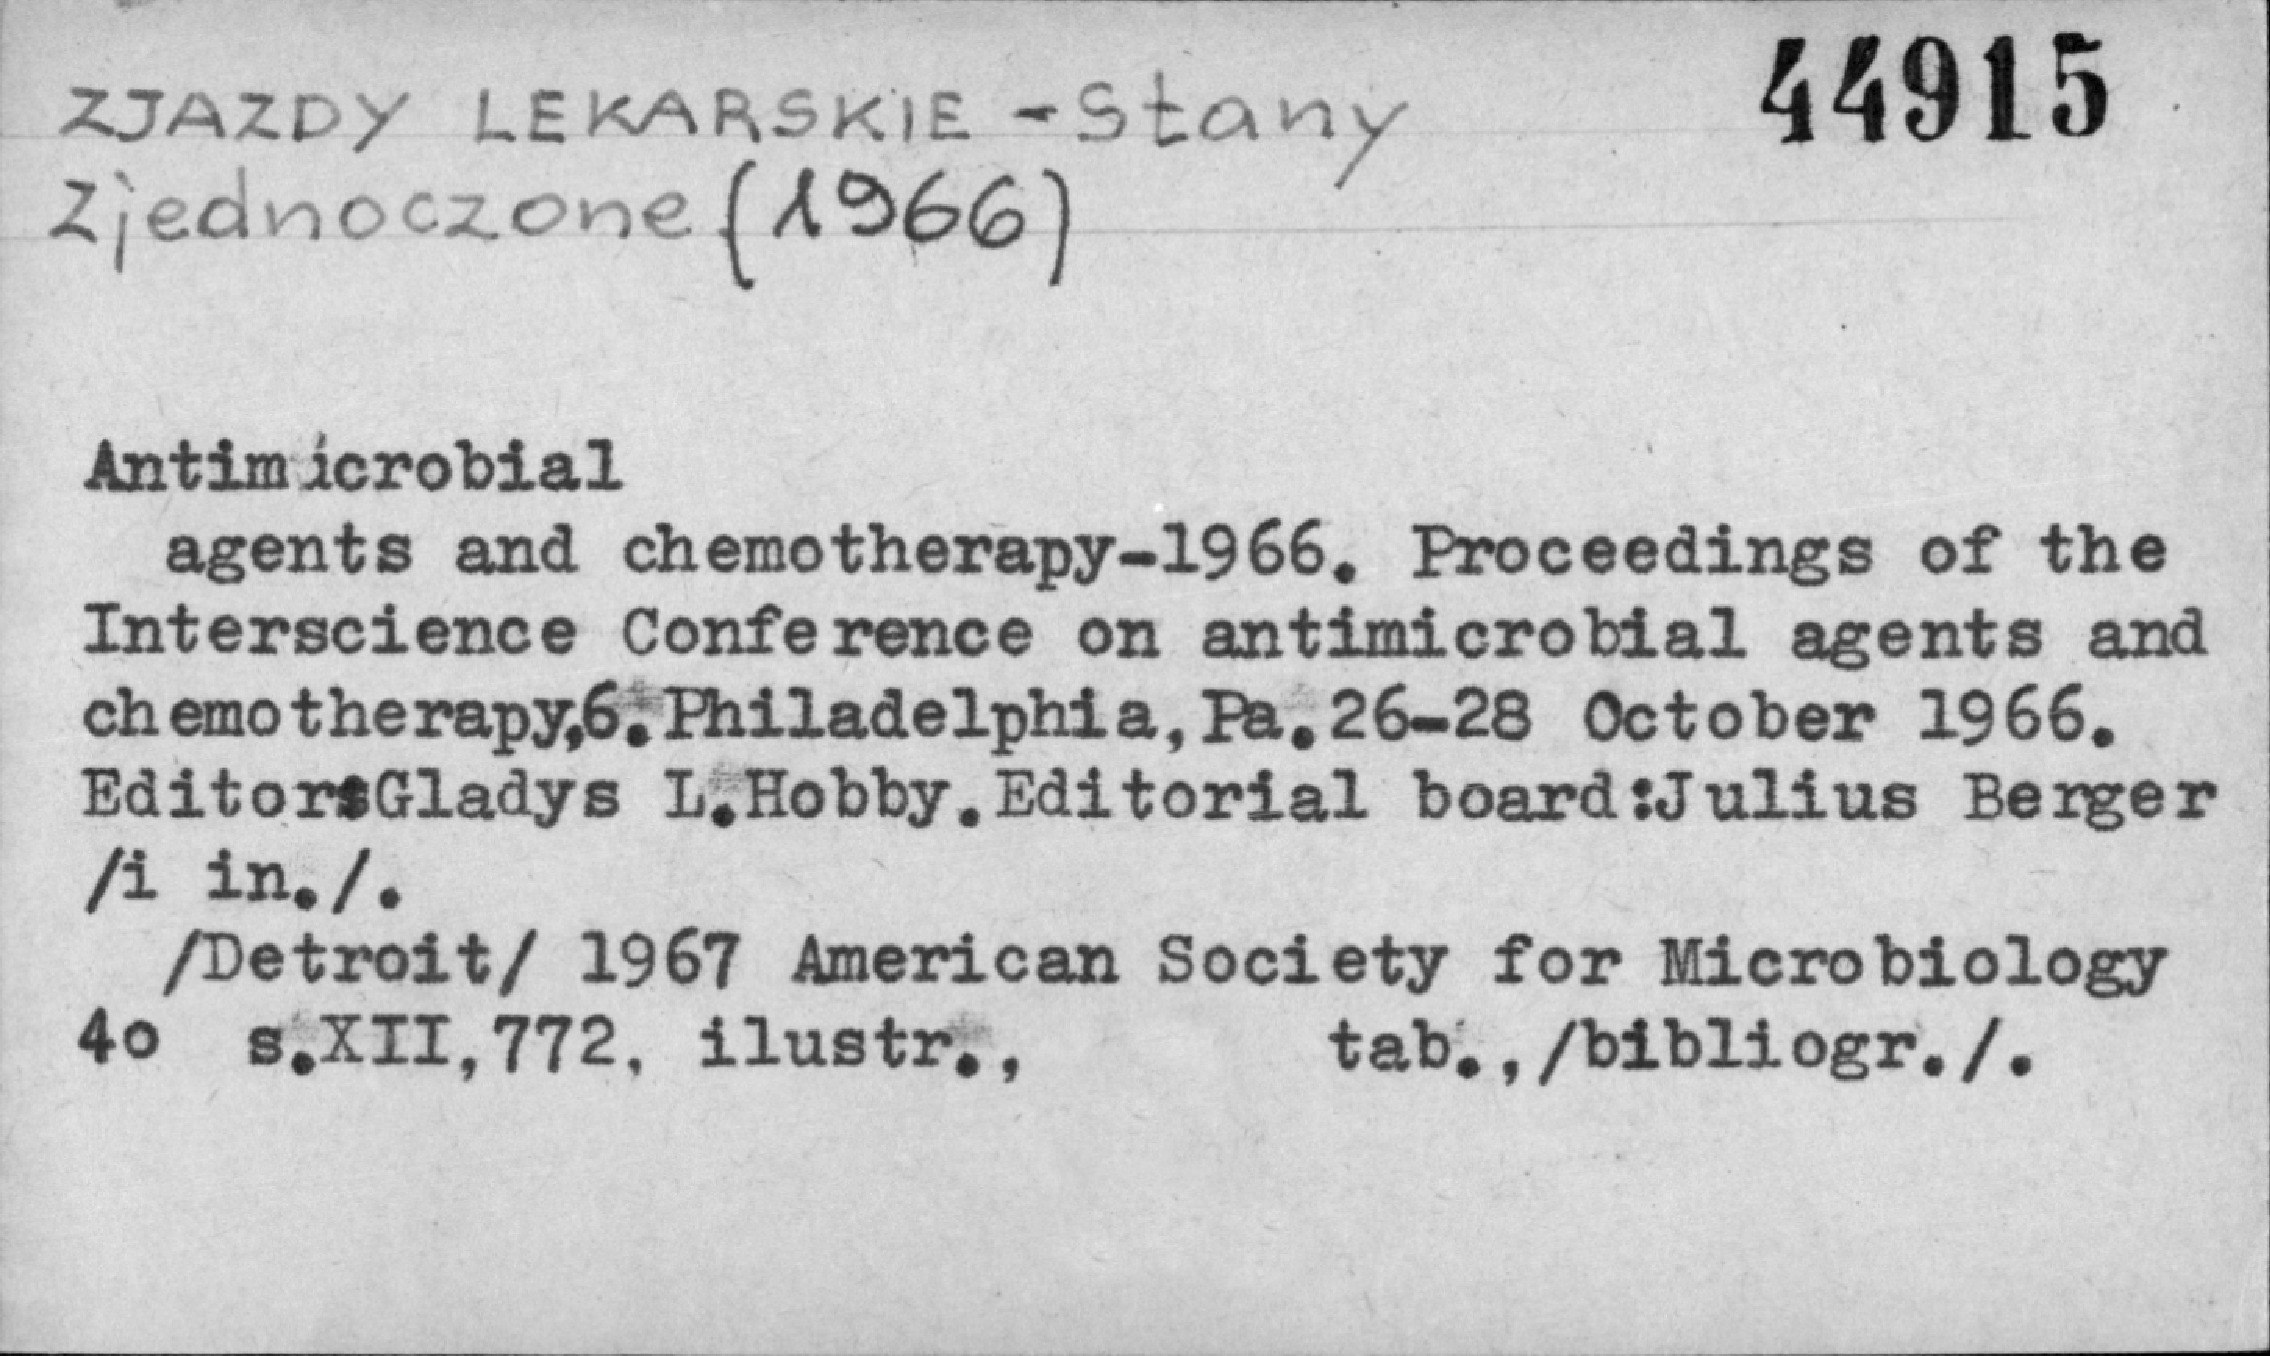 44915
ZJAZDY LEKARSKIE - Stany
Zjednoczone (1966)
Antimicrobial
agents and chemotherapy-1966. Proceedings of the
Interscience Conference on antimicrobial agents and
chemotherapy,6.Philadelphia,Pa.26-28 October 1966.
Editor:Gladys L.Hobby.Editorial board:Julius Berger
/i in./.
/Detroit/ 1967 American Society for Microbiology
4o s.XII,772, ilustr., tab.,/bibliogr./.